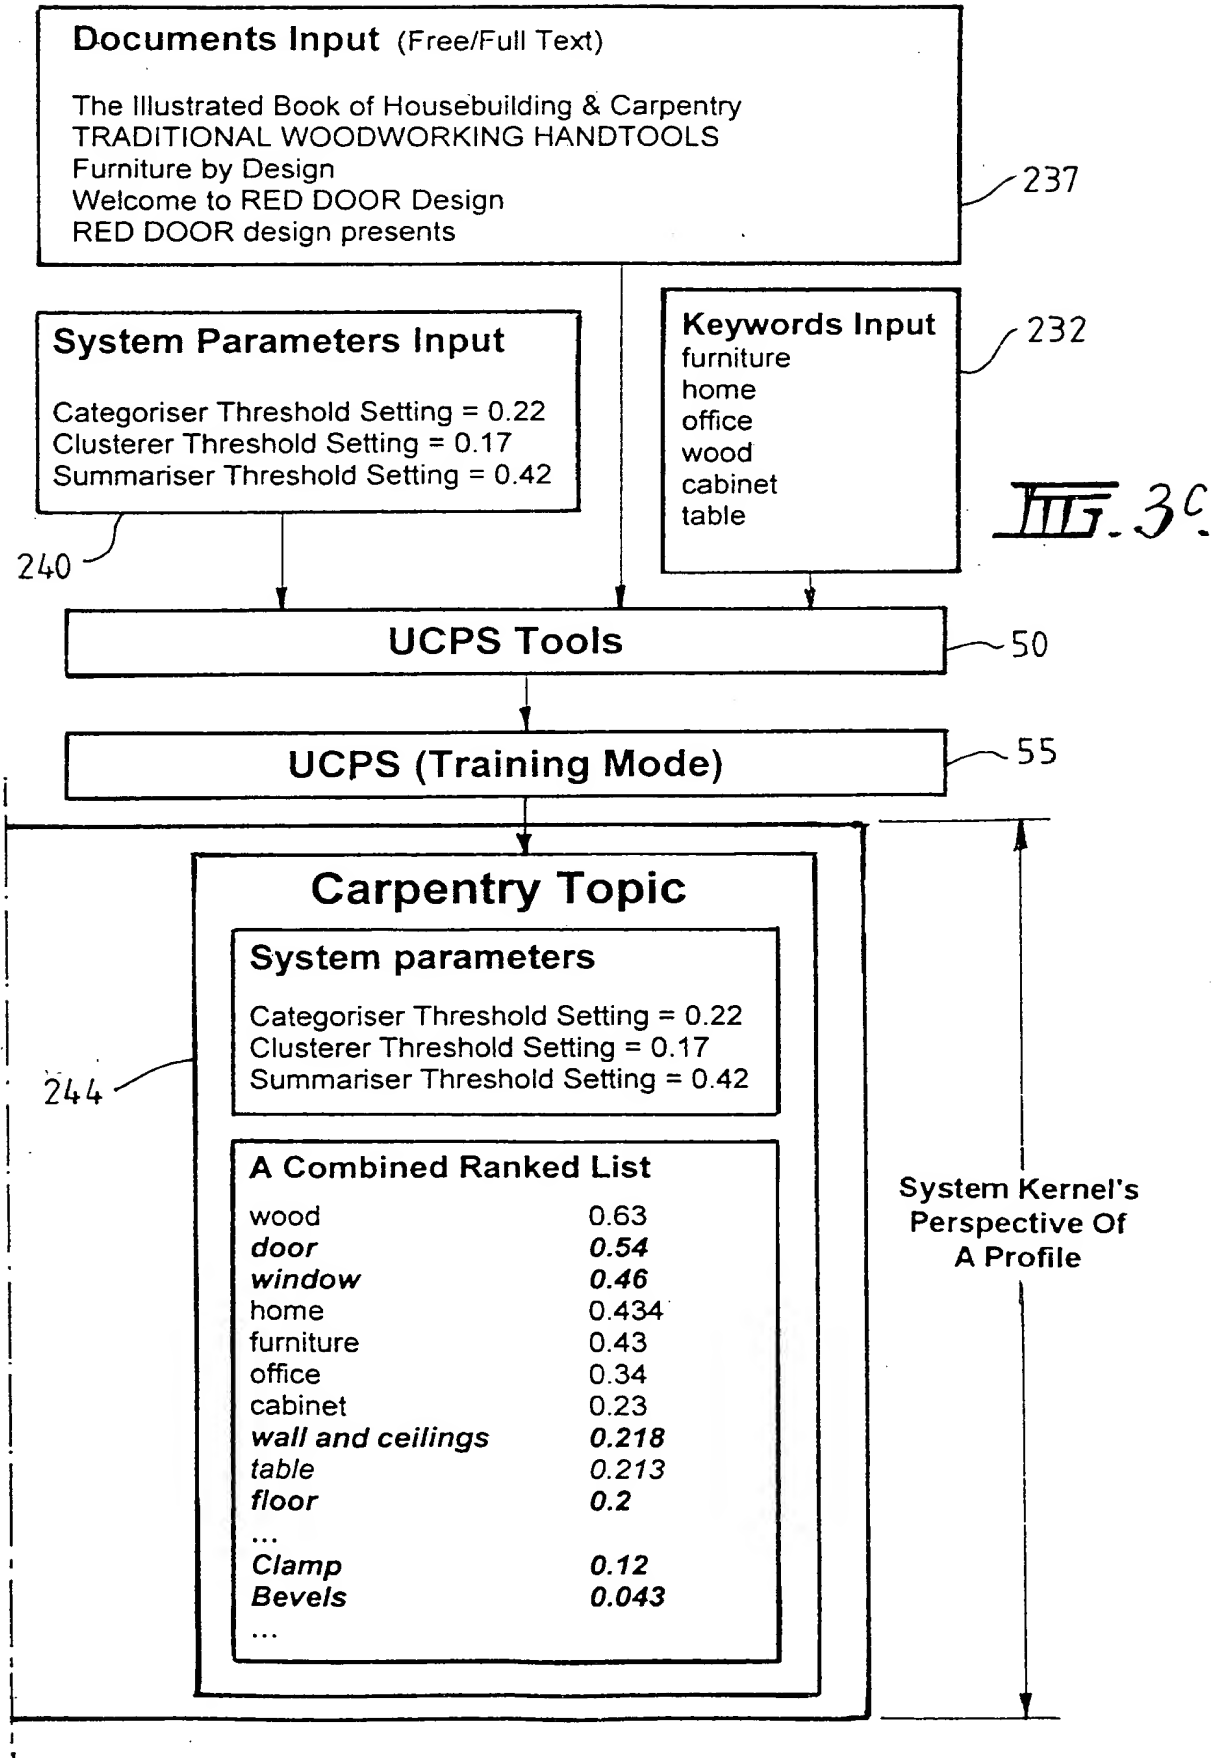 Documents Input (Free/Full Text)
The Illustrated Book of Housebuilding & Carpentry
TRADITIONAL WOODWORKING HANDTOOLS
Furniture by Design
Welcome to RED DOOR Design
RED DOOR design presents
237
System Parameters Input
Categoriser Threshold Setting = 0.22
Clusterer Threshold Setting = 0.17
Summariser Threshold Setting = 0.42
240
Keywords Input
furniture
home
office
wood
cabinet
table
232
FIG. 3c.
UCPS Tools
50
UCPS (Training Mode)
55
Carpentry Topic
System parameters
Categoriser Threshold Setting = 0.22
Clusterer Threshold Setting = 0.17
Summariser Threshold Setting = 0.42
244
A Combined Ranked List
wood 0.63
door 0.54
window 0.46
home 0.434
furniture 0.43
office 0.34
cabinet 0.23
wall and ceilings 0.218
table 0.213
floor 0.2
...
Clamp 0.12
Bevels 0.043
...
System Kernel's
Perspective Of
A Profile